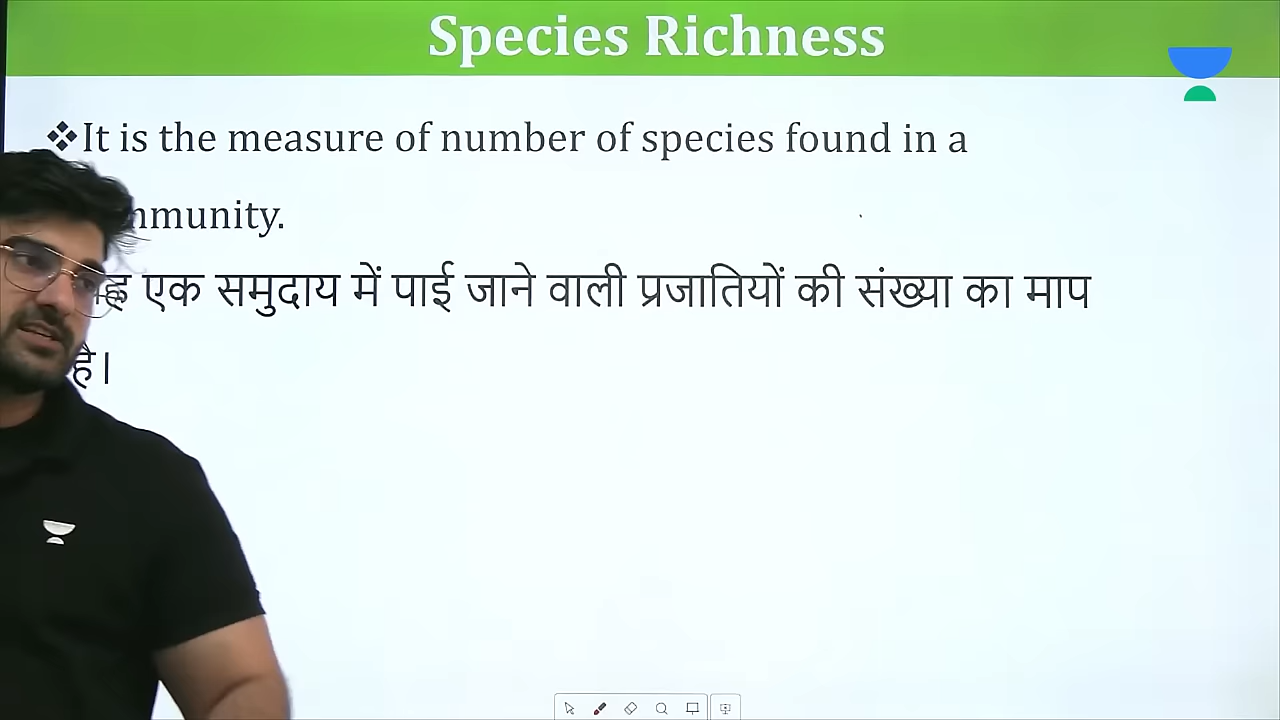 Species Richness
❖It is the measure of number of species found in a
mmunity.
एक समुदाय में पाई जाने वाली प्रजातियों की संख्या का माप
है।